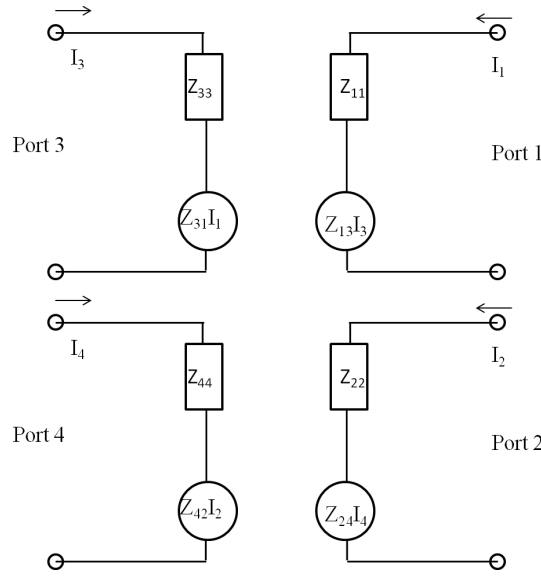 I₃ I₁
Z₃₃ Z₁₁
Port 3 Port 1
Z₃₁I₁ Z₁₃I₃
I₄ I₂
Z₄₄ Z₂₂
Port 4 Port 2
Z₄₂I₂ Z₂₄I₄